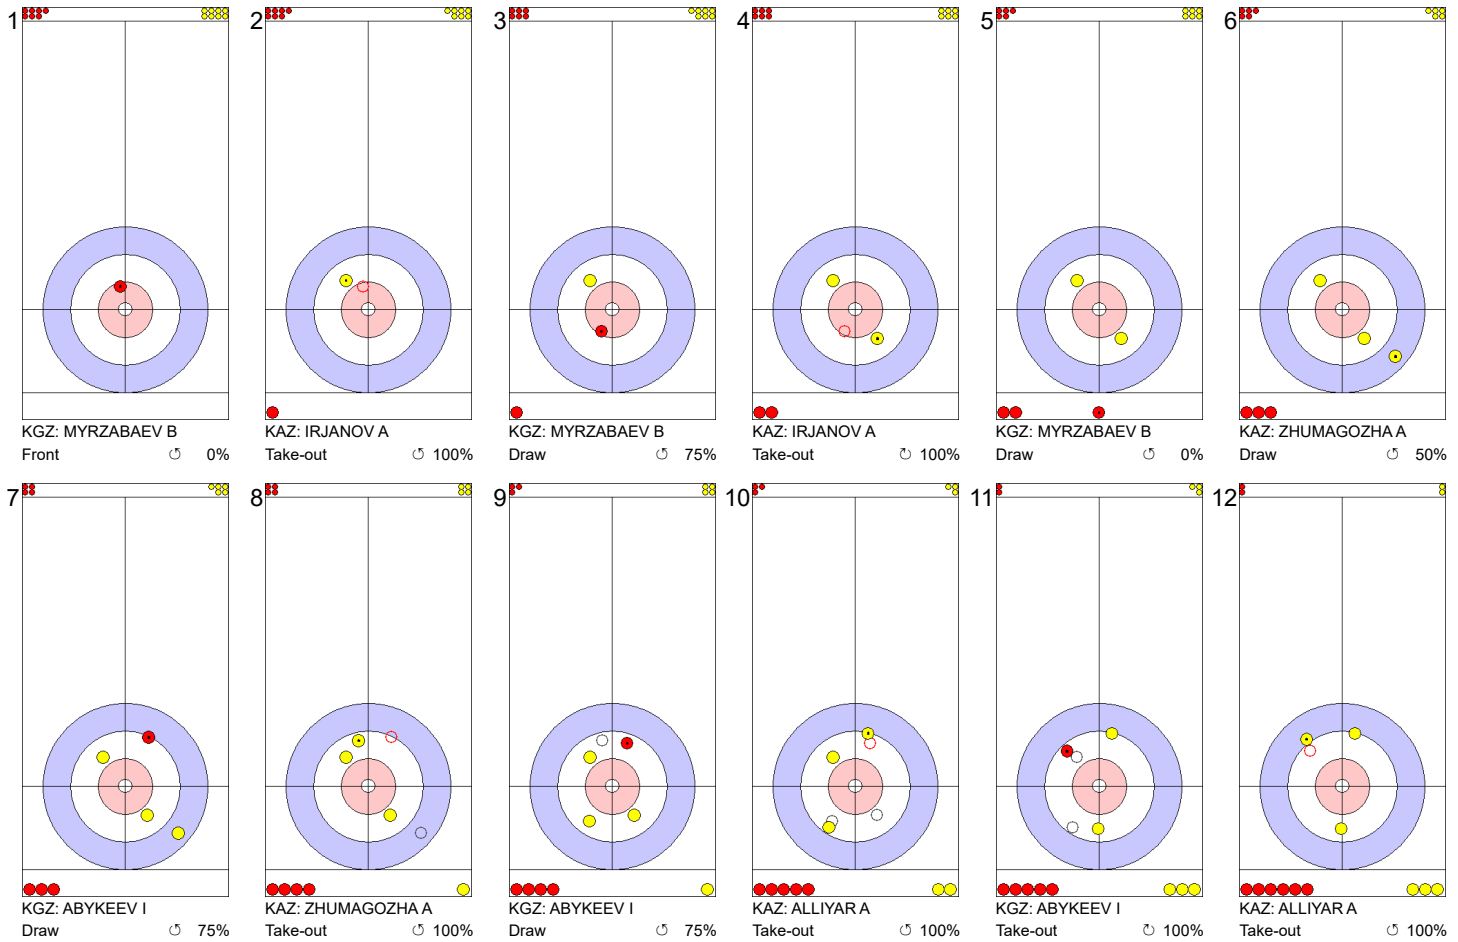 1
KGZ: MYRZABAEV B
Front ↺ 0%
2
KAZ: IRJANOV A
Take-out ↺ 100%
3
KGZ: MYRZABAEV B
Draw ↺ 75%
4
KAZ: IRJANOV A
Take-out ↻ 100%
5
KGZ: MYRZABAEV B
Draw ↺ 0%
6
KAZ: ZHUMAGOZHA A
Draw ↺ 50%
7
KGZ: ABYKEEV I
Draw ↺ 75%
8
KAZ: ZHUMAGOZHA A
Take-out ↺ 100%
9
KGZ: ABYKEEV I
Draw ↺ 75%
10
KAZ: ALLIYAR A
Take-out ↺ 100%
11
KGZ: ABYKEEV I
Take-out ↻ 100%
12
KAZ: ALLIYAR A
Take-out ↺ 100%